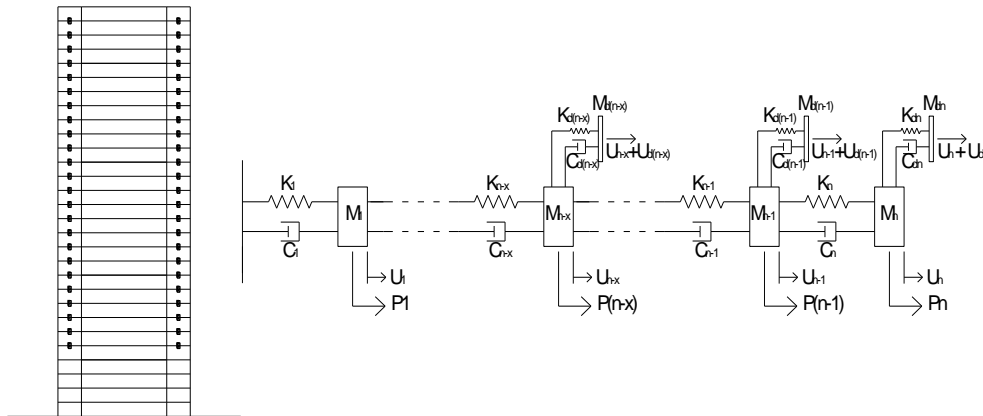 Md(n-x)
Md(n-1)
Mdn
Kd(n-x)
Kd(n-1)
Kdn
Un-x+Ud(n-x)
Un-1+Ud(n-1)
Un + Ud
Cd(n-x)
Cd(n-1)
Cdn
K1
Kn-x
Kn-1
Kn
M1
Mn-x
Mn-1
Mn
C1
Cn-x
Cn-1
Cn
U1
Un-x
Un-1
Un
P1
P(n-x)
P(n-1)
Pn